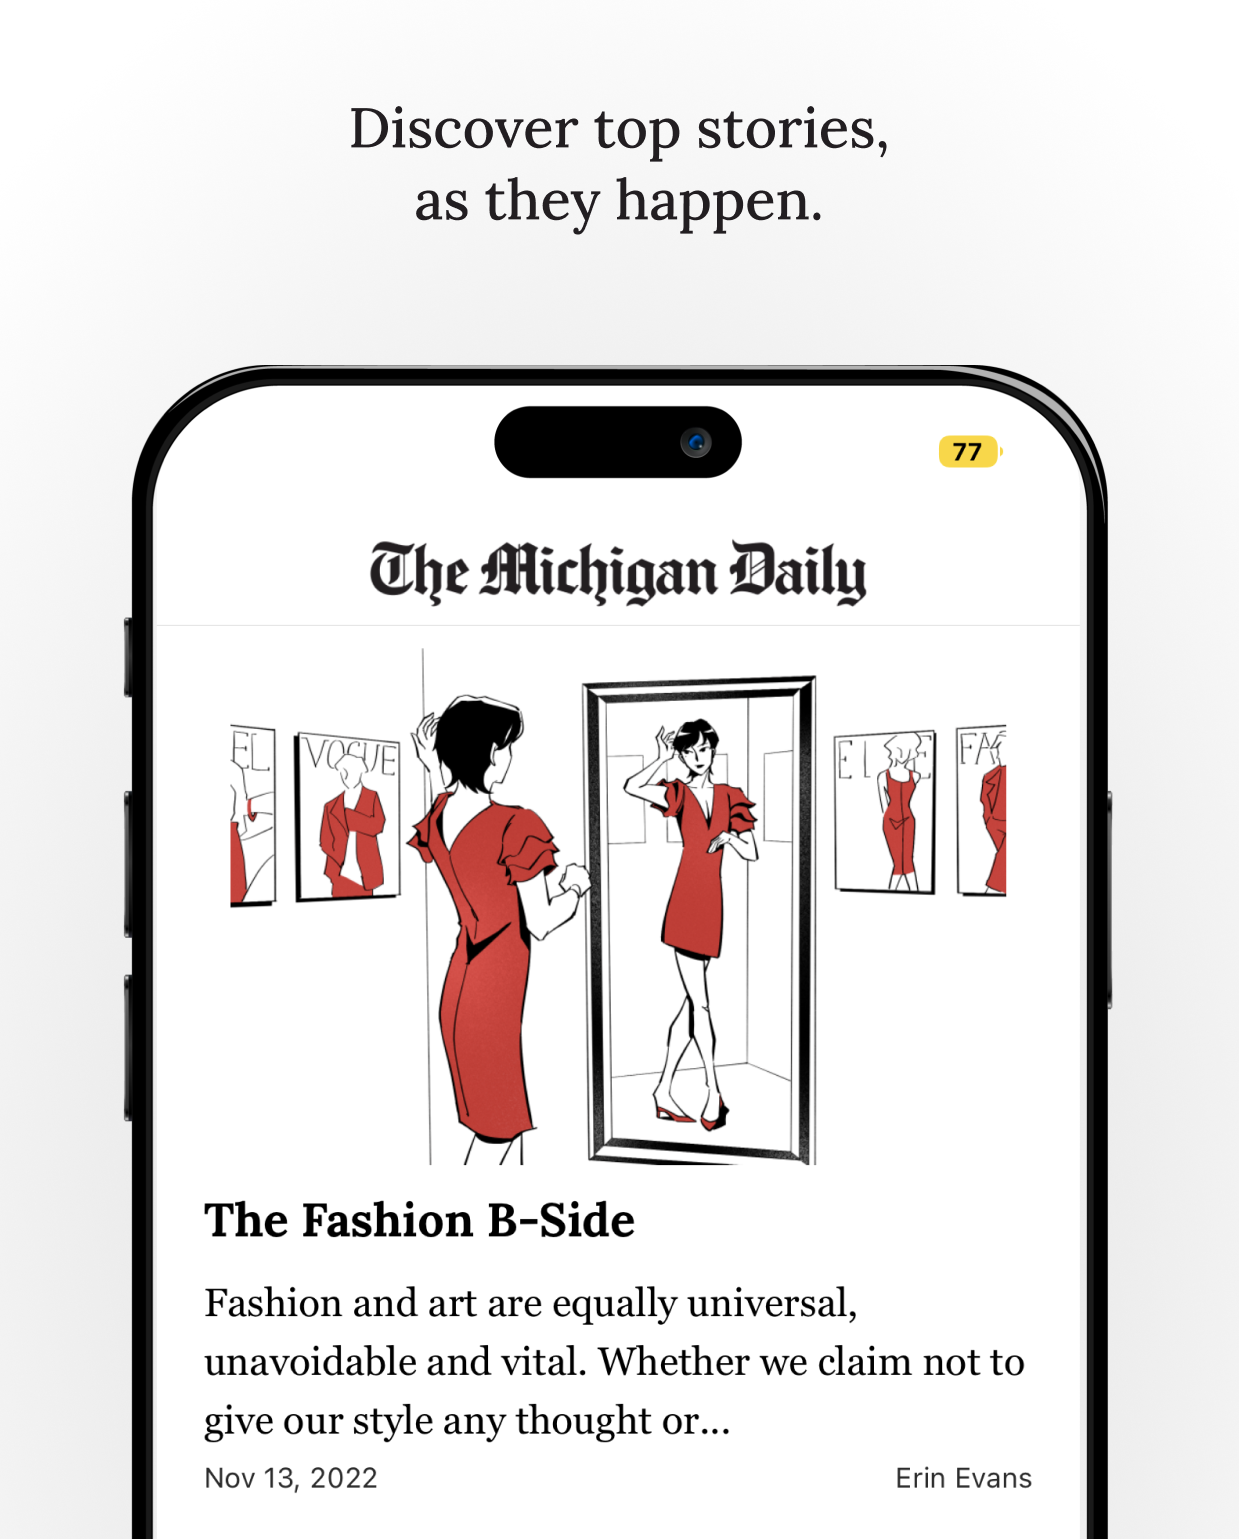 Discover top stories,
as they happen.
77
The Michigan Daily
EL
VOGUE
EL E
FA
The Fashion B-Side
Fashion and art are equally universal,
unavoidable and vital. Whether we claim not to
give our style any thought or...
Nov 13, 2022
Erin Evans